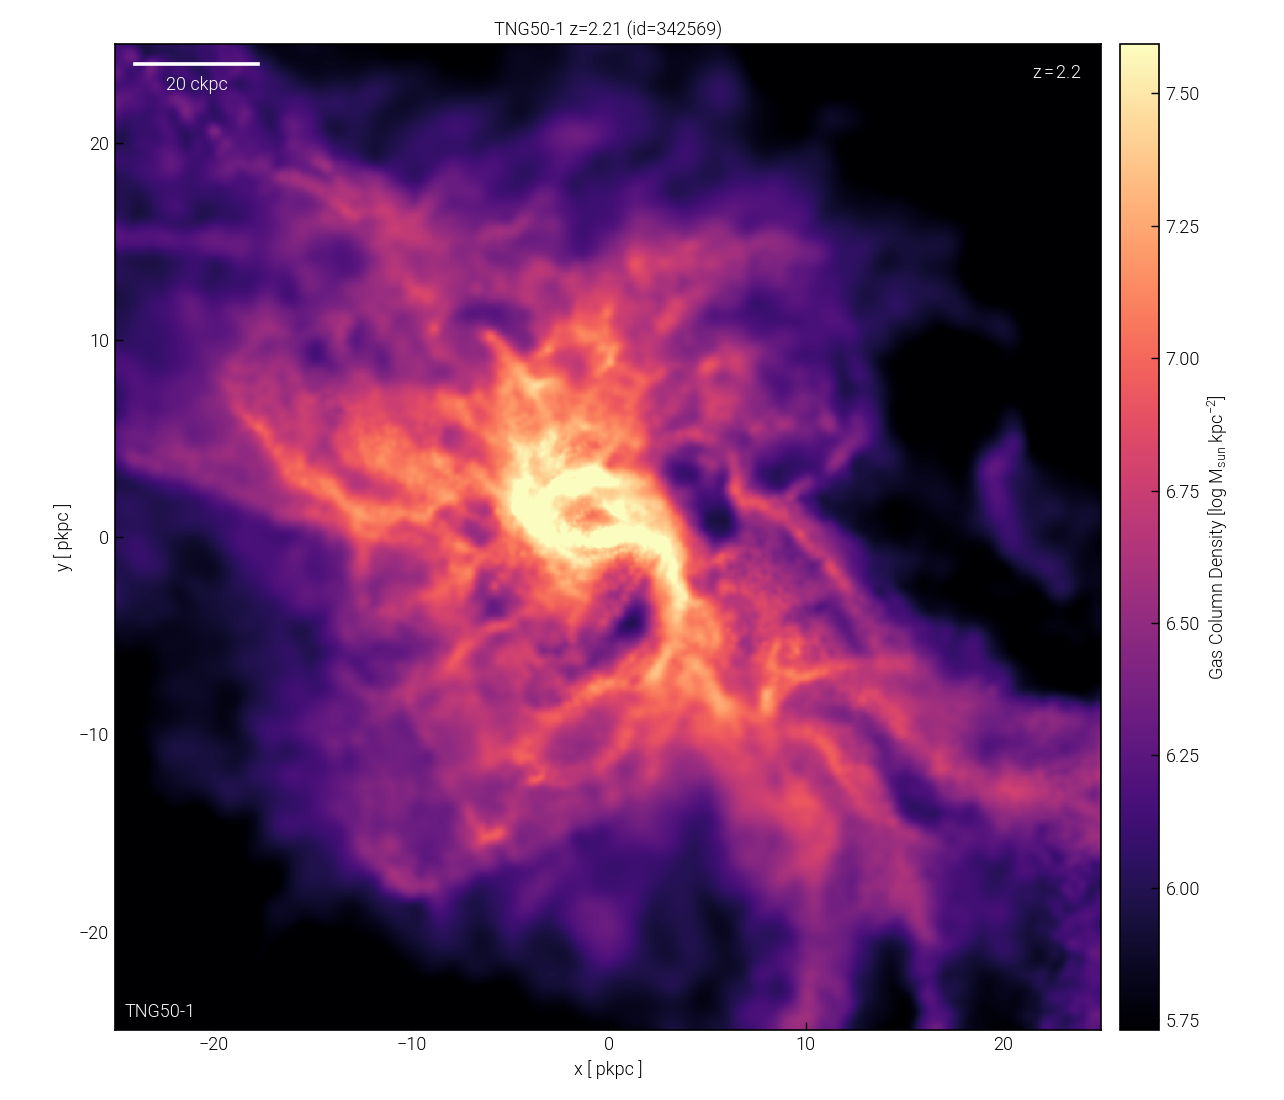 TNG50-1 z=2.21 (id=342569)
20 ckpc
z=2.2
TNG50-1
20
10
0
−10
−20
y [ pkpc ]
−20
−10
0
10
20
x [ pkpc ]
7.50
7.25
7.00
6.75
6.50
6.25
6.00
5.75
Gas Column Density [log M_sun kpc⁻²]